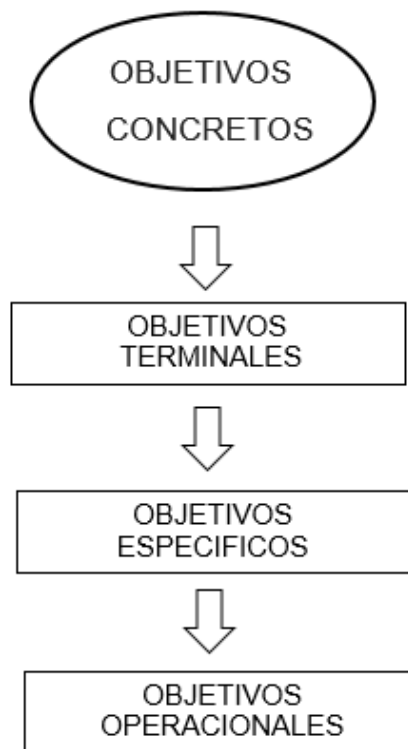 OBJETIVOS
CONCRETOS
OBJETIVOS
TERMINALES
OBJETIVOS
ESPECIFICOS
OBJETIVOS
OPERACIONALES